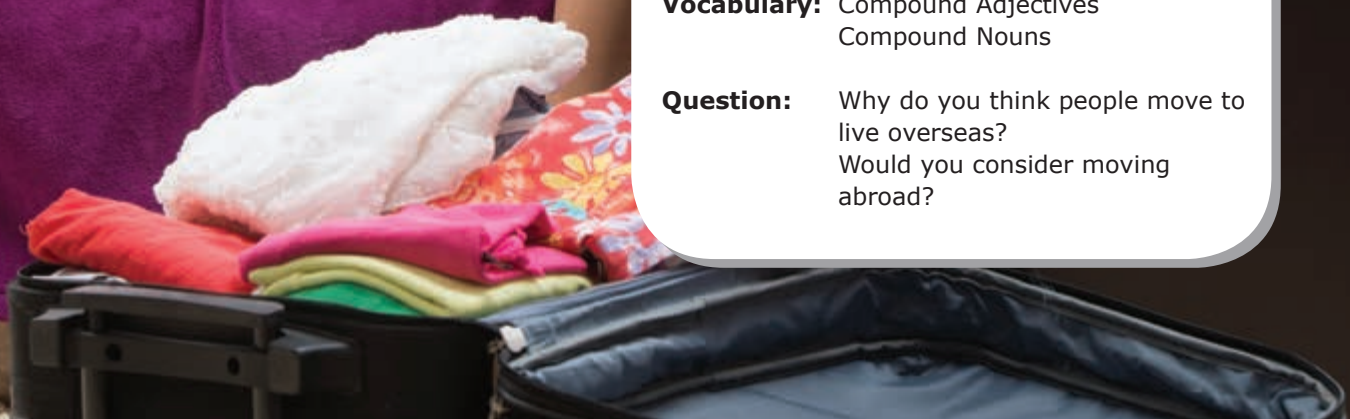 Vocabulary: Compound Adjectives
Compound Nouns
Question: Why do you think people move to
live overseas?
Would you consider moving
abroad?